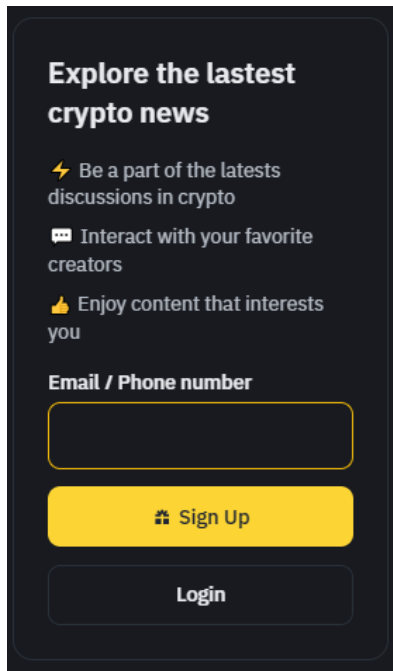 Explore the lastest
crypto news
⚡ Be a part of the latests
discussions in crypto
💬 Interact with your favorite
creators
👍 Enjoy content that interests
you
Email / Phone number
Sign Up
Login